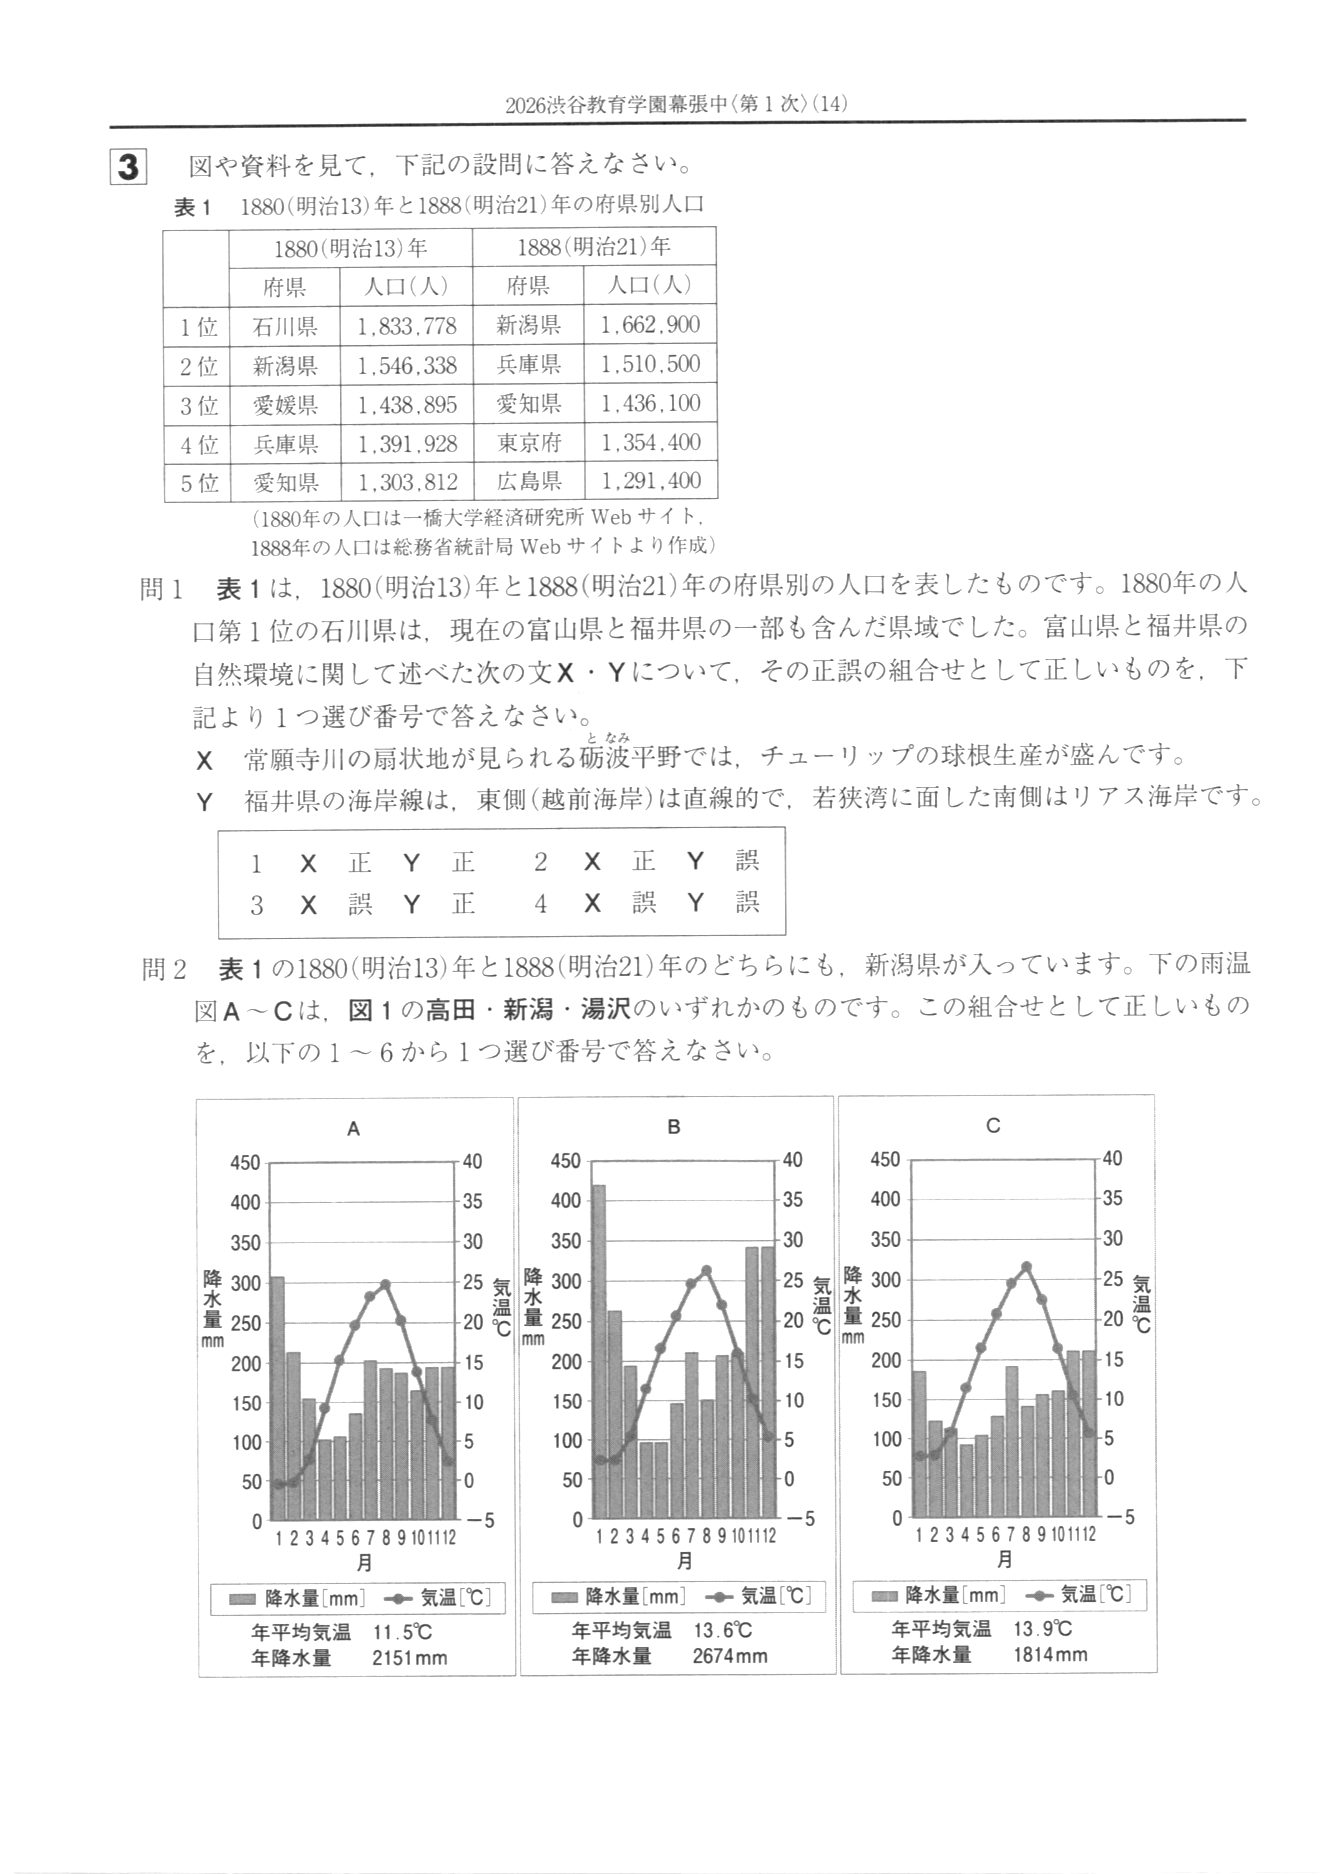 2026渋谷教育学園幕張中〈第1次〉(14)
3 図や資料を見て，下記の設問に答えなさい。
表1 1880(明治13)年と1888(明治21)年の府県別人口
1880(明治13)年 1888(明治21)年
府県 人口(人) 府県 人口(人)
1位 石川県 1,833,778 新潟県 1,662,900
2位 新潟県 1,546,338 兵庫県 1,510,500
3位 愛媛県 1,438,895 愛知県 1,436,100
4位 兵庫県 1,391,928 東京府 1,354,400
5位 愛知県 1,303,812 広島県 1,291,400
(1880年の人口は一橋大学経済研究所 Web サイト，
1888年の人口は総務省統計局 Web サイトより作成)
問1 表1は，1880(明治13)年と1888(明治21)年の府県別の人口を表したものです。1880年の人
口第1位の石川県は，現在の富山県と福井県の一部も含んだ県域でした。富山県と福井県の
自然環境に関して述べた次の文X・Yについて，その正誤の組合せとして正しいものを，下
記より1つ選び番号で答えなさい。
となみ
X 常願寺川の扇状地が見られる砺波平野では，チューリップの球根生産が盛んです。
Y 福井県の海岸線は，東側(越前海岸)は直線的で，若狭湾に面した南側はリアス海岸です。
1 X 正 Y 正 2 X 正 Y 誤
3 X 誤 Y 正 4 X 誤 Y 誤
問2 表1の1880(明治13)年と1888(明治21)年のどちらにも，新潟県が入っています。下の雨温
図A～Cは，図1の高田・新潟・湯沢のいずれかのものです。この組合せとして正しいもの
を，以下の1～6から1つ選び番号で答えなさい。
A
450 400 350 300 250 200 150 100 50 0
降水量mm
40 35 30 25 20 15 10 5 0 －5
気温℃
1 2 3 4 5 6 7 8 9 10 11 12
月
降水量[mm] 気温[℃]
年平均気温 11.5℃
年降水量 2151mm
B
450 400 350 300 250 200 150 100 50 0
降水量mm
40 35 30 25 20 15 10 5 0 －5
気温℃
1 2 3 4 5 6 7 8 9 10 11 12
月
降水量[mm] 気温[℃]
年平均気温 13.6℃
年降水量 2674mm
C
450 400 350 300 250 200 150 100 50 0
降水量mm
40 35 30 25 20 15 10 5 0 －5
気温℃
1 2 3 4 5 6 7 8 9 10 11 12
月
降水量[mm] 気温[℃]
年平均気温 13.9℃
年降水量 1814mm